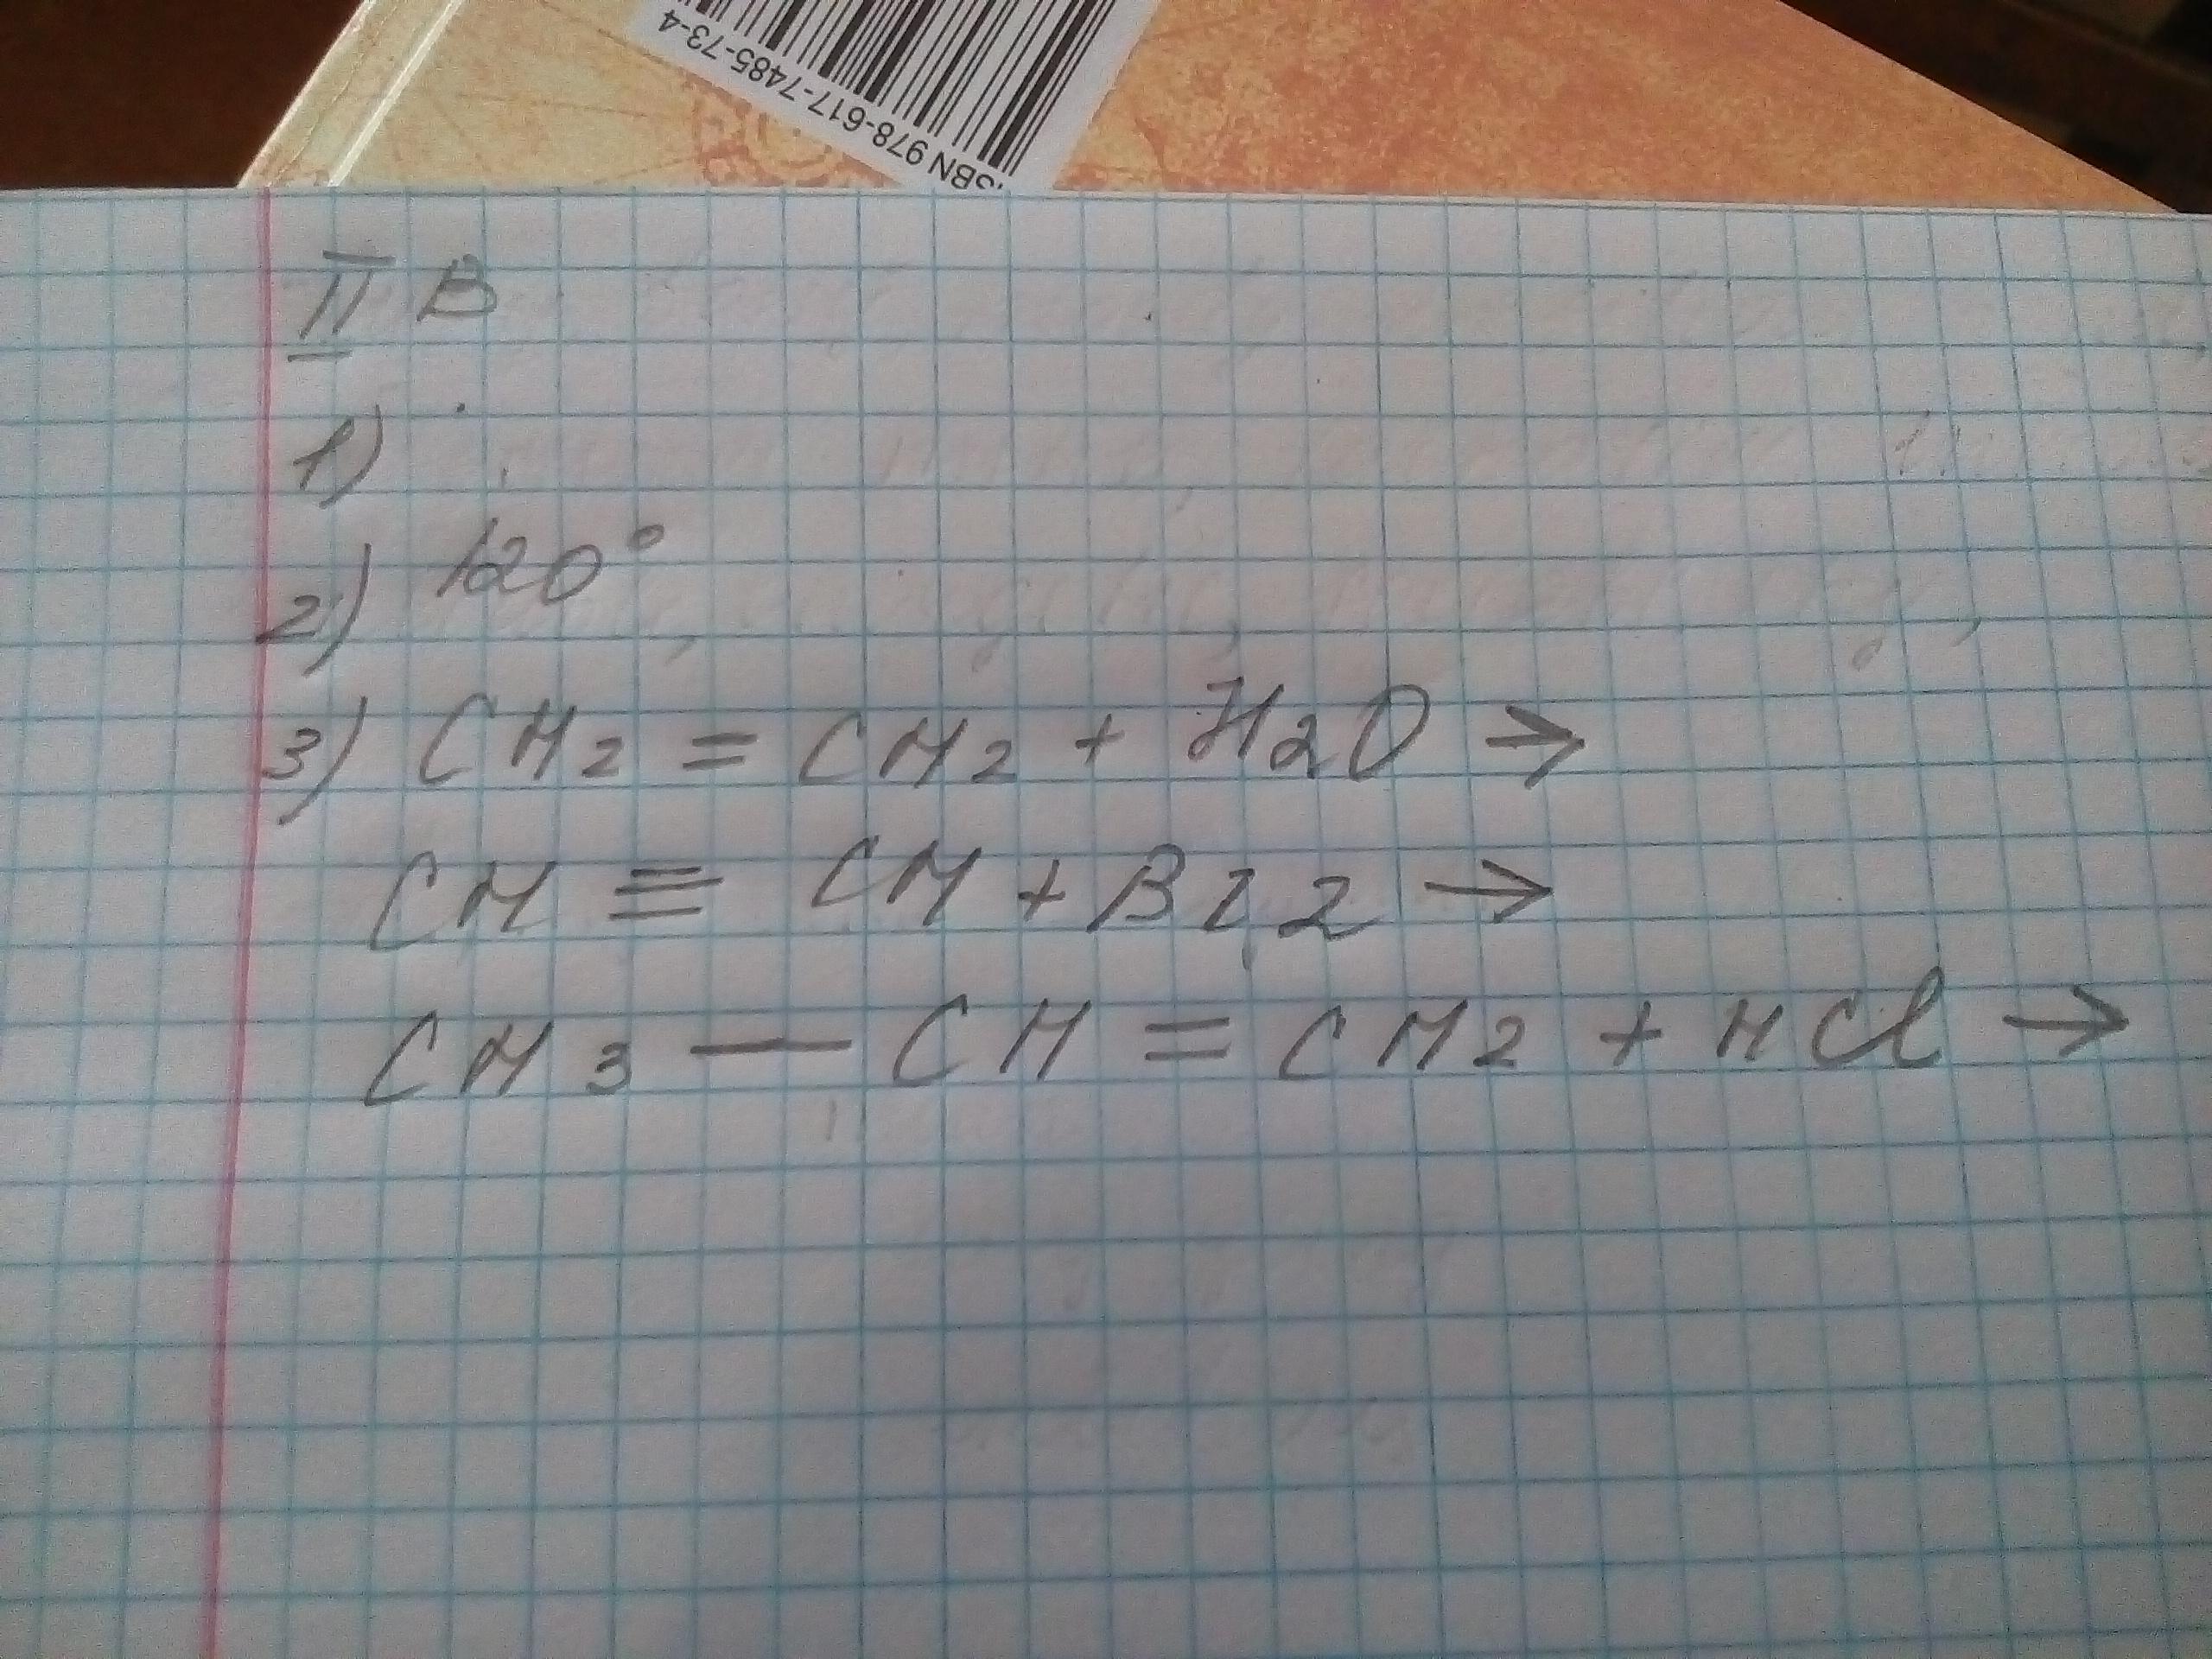 ISBN 978-617-7485-73-4
II В
1)
2) 120°
3) CH2 = CH2 + H2O →
CH ≡ CH + Br2 →
CH3 — CH = CH2 + HCl →